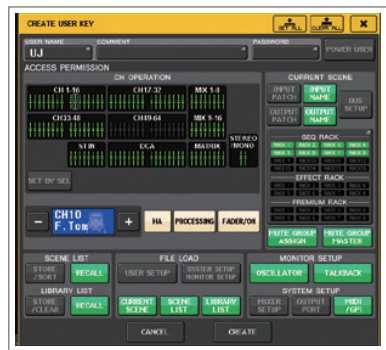 CREATE USER KEY
SET ALL
CLEAR ALL
USER NAME
COMMENT
PASSWORD
UJ
POWER USER
ACCESS PERMISSION
CH OPERATION
CURRENT SCENE
CH 1-16
CH17-32
MIX 1-8
INPUT PATCH
INPUT NAME
BUS SETUP
CH33-48
CH49-64
MIX 9-16
OUTPUT PATCH
OUTPUT NAME
STEREO /MONO
ST IN
DCA
MATRIX
GEQ RACK
EFFECT RACK
PREMIUM RACK
SET BY SEL
CH10
F.Tom
HA
PROCESSING
FADER/ON
MUTE GROUP ASSIGN
MUTE GROUP MASTER
SCENE LIST
FILE LOAD
MONITOR SETUP
STORE /SORT
RECALL
USER SETUP
SYSTEM SETUP
MONITOR SETUP
OSCILLATOR
TALKBACK
LIBRARY LIST
SYSTEM SETUP
STORE /CLEAR
RECALL
CURRENT SCENE
SCENE LIST
LIBRARY LIST
MIXER SETUP
OUTPUT PORT
MIDI /GPI
CANCEL
CREATE